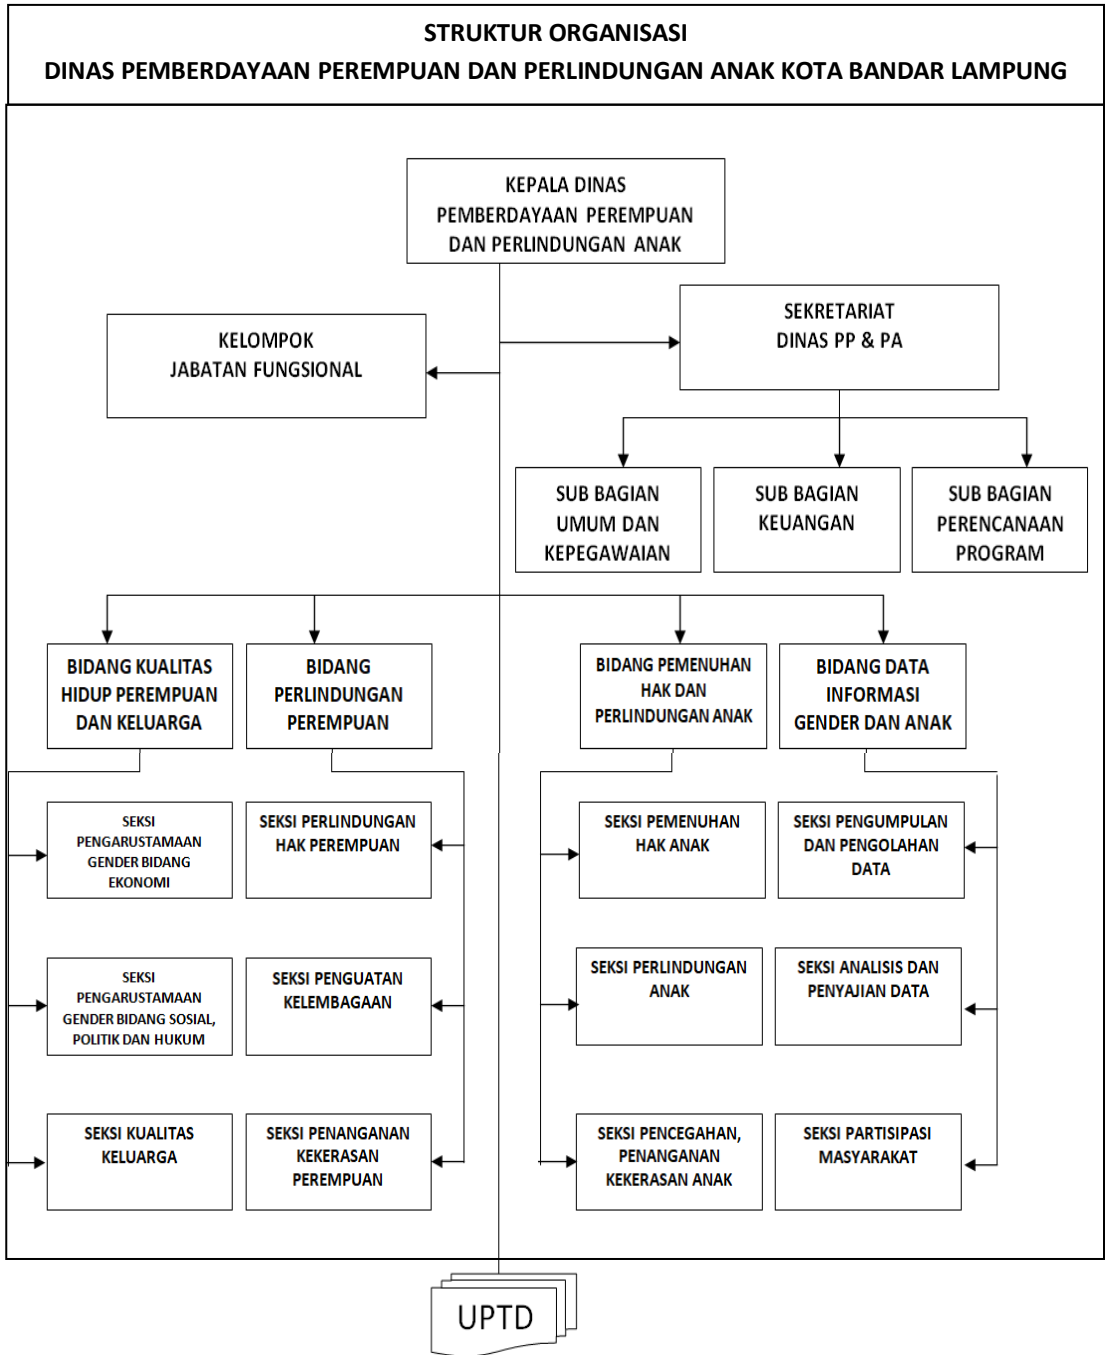 STRUKTUR ORGANISASI
DINAS PEMBERDAYAAN PEREMPUAN DAN PERLINDUNGAN ANAK KOTA BANDAR LAMPUNG
KEPALA DINAS
PEMBERDAYAAN PEREMPUAN
DAN PERLINDUNGAN ANAK
KELOMPOK
JABATAN FUNGSIONAL
SEKRETARIAT
DINAS PP & PA
SUB BAGIAN
UMUM DAN
KEPEGAWAIAN
SUB BAGIAN
KEUANGAN
SUB BAGIAN
PERENCANAAN
PROGRAM
BIDANG KUALITAS
HIDUP PEREMPUAN
DAN KELUARGA
BIDANG
PERLINDUNGAN
PEREMPUAN
BIDANG PEMENUHAN
HAK DAN
PERLINDUNGAN ANAK
BIDANG DATA
INFORMASI
GENDER DAN ANAK
SEKSI
PENGARUSTAMAAN
GENDER BIDANG
EKONOMI
SEKSI PERLINDUNGAN
HAK PEREMPUAN
SEKSI PEMENUHAN
HAK ANAK
SEKSI PENGUMPULAN
DAN PENGOLAHAN
DATA
SEKSI
PENGARUSTAMAAN
GENDER BIDANG SOSIAL,
POLITIK DAN HUKUM
SEKSI PENGUATAN
KELEMBAGAAN
SEKSI PERLINDUNGAN
ANAK
SEKSI ANALISIS DAN
PENYAJIAN DATA
SEKSI KUALITAS
KELUARGA
SEKSI PENANGANAN
KEKERASAN
PEREMPUAN
SEKSI PENCEGAHAN,
PENANGANAN
KEKERASAN ANAK
SEKSI PARTISIPASI
MASYARAKAT
UPTD